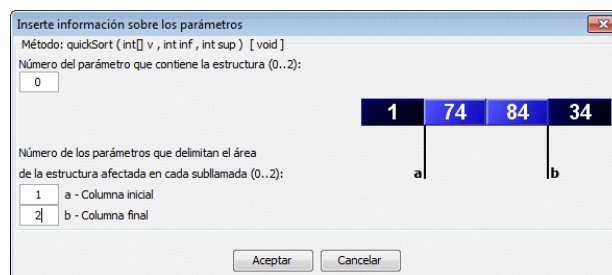 Inserte información sobre los parámetros
Método: quickSort ( int[] v , int inf , int sup ) [ void ]
Número del parámetro que contiene la estructura (0..2):
0
1 74 84 34
a b
Número de los parámetros que delimitan el área
de la estructura afectada en cada subllamada (0..2):
1 a - Columna inicial
2 b - Columna final
Aceptar Cancelar